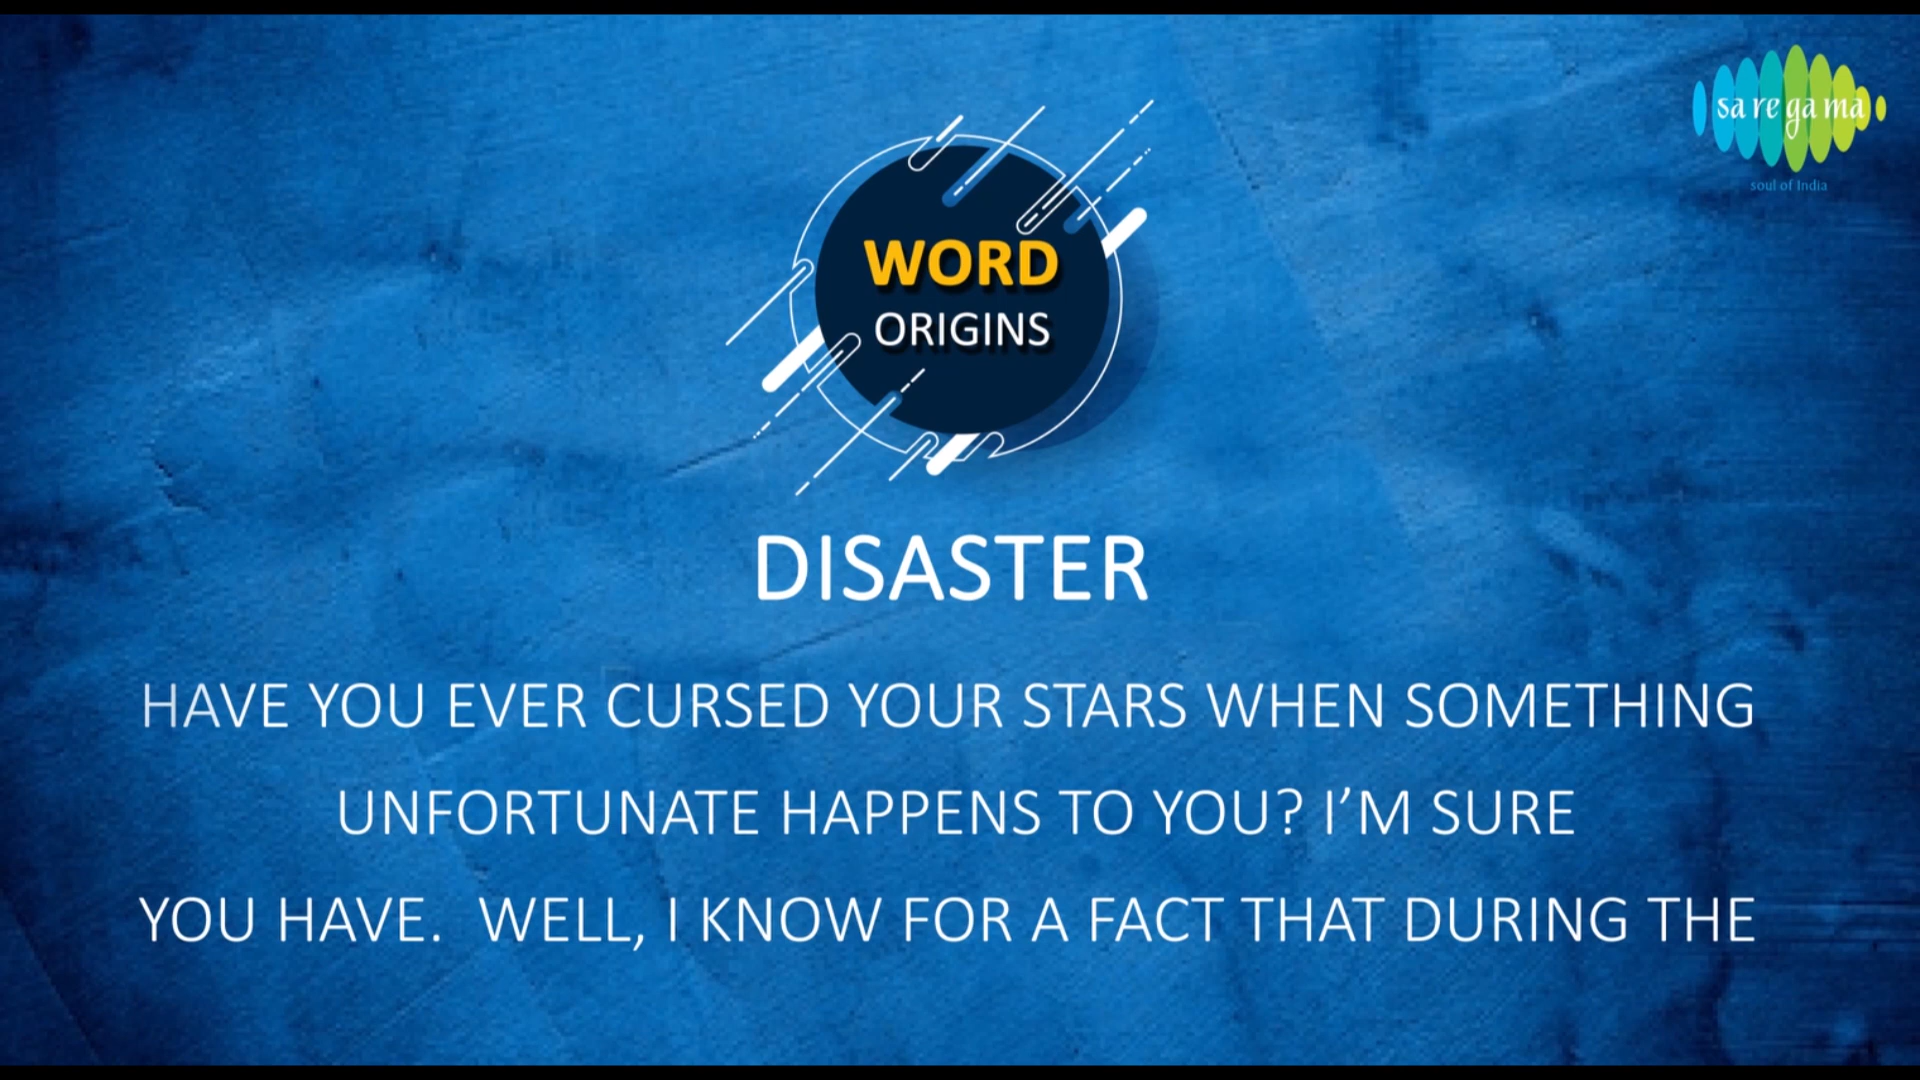 sa re ga ma
soul of India
WORD
ORIGINS
DISASTER
HAVE YOU EVER CURSED YOUR STARS WHEN SOMETHING
UNFORTUNATE HAPPENS TO YOU? I’M SURE
YOU HAVE.  WELL, I KNOW FOR A FACT THAT DURING THE